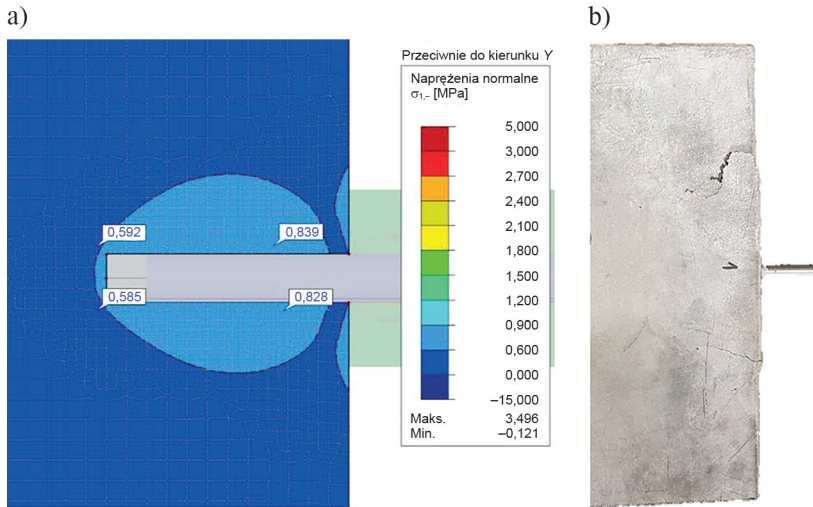 a)
b)
Przeciwnie do kierunku Y
Naprężenia normalne
σ1,– [MPa]
5,000
3,000
2,700
2,400
2,100
1,800
1,500
1,200
0,900
0,600
0,000
–15,000
Maks. 3,496
Min. –0,121
0,592
0,839
0,585
0,828